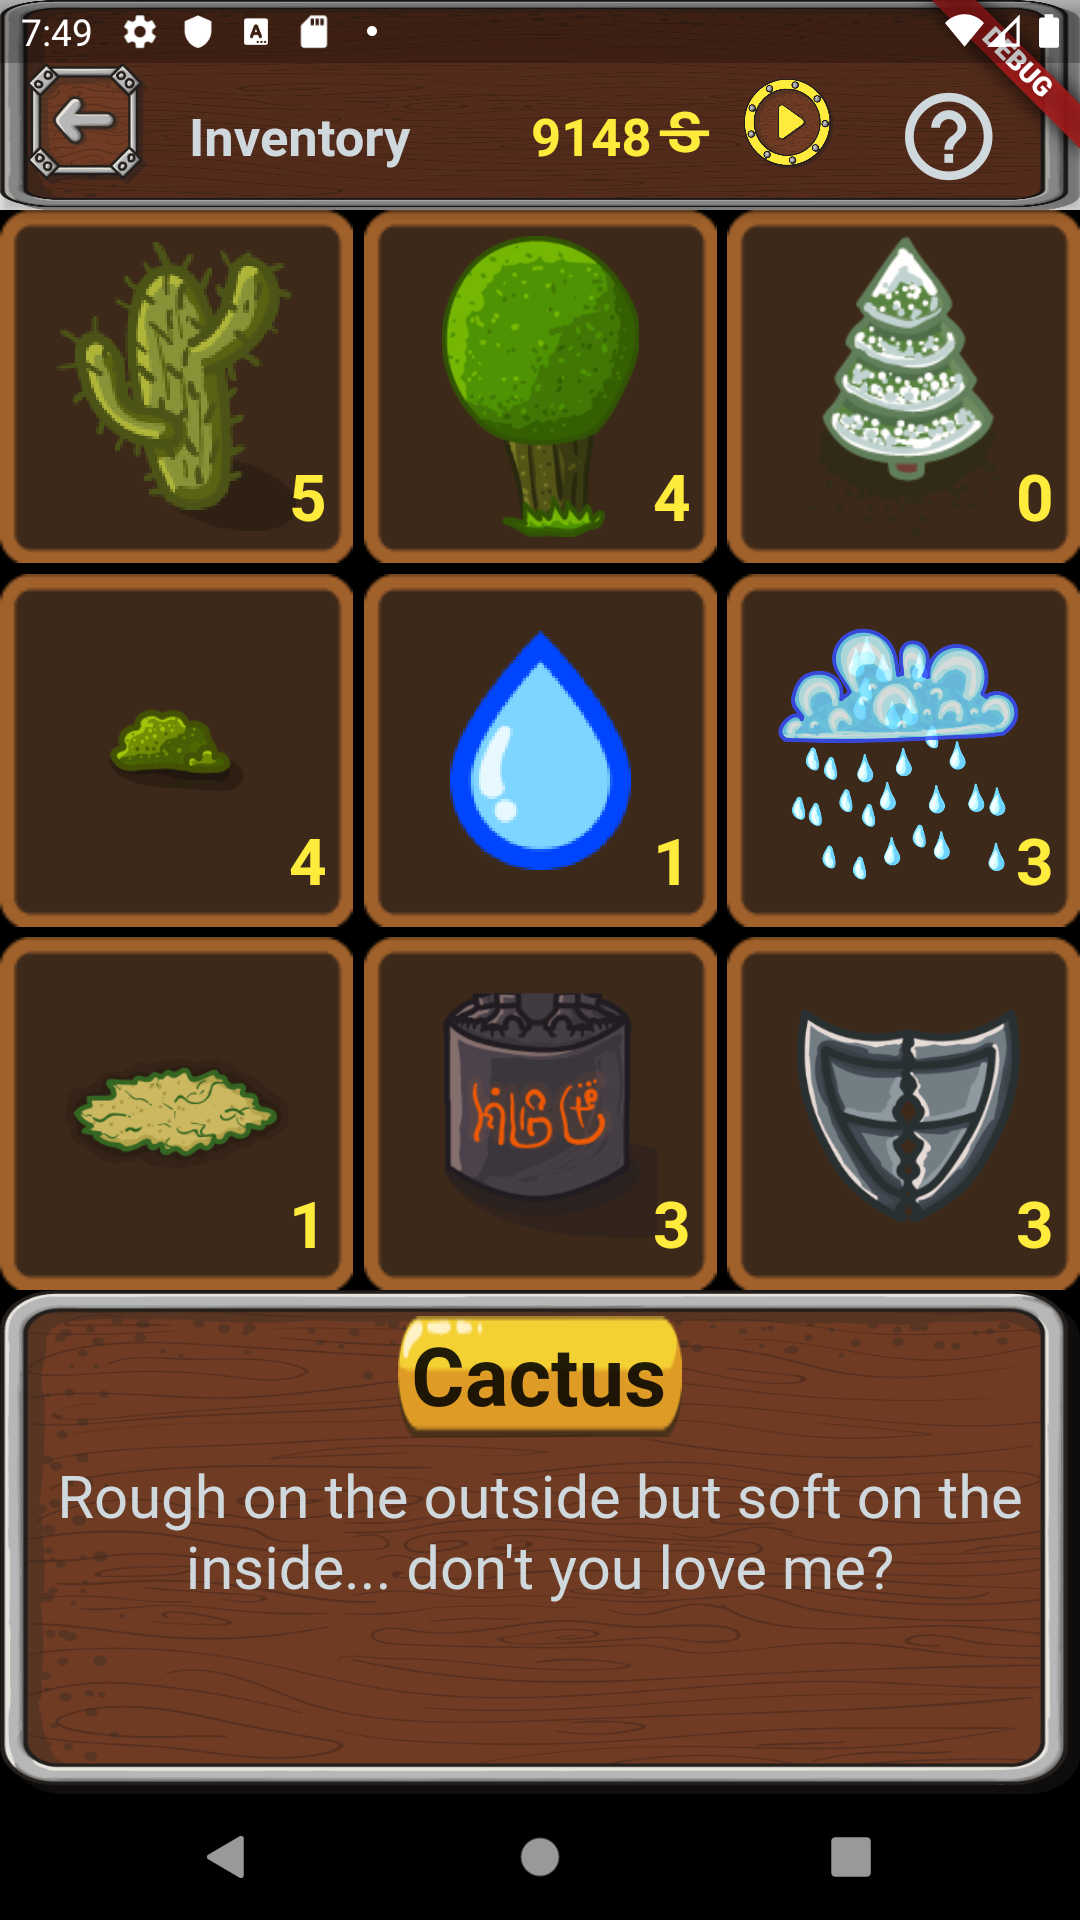 7:49
DEBUG
Inventory 9148
5 4 0
4 1 3
1 3 3
Cactus
Rough on the outside but soft on the
inside... don't you love me?